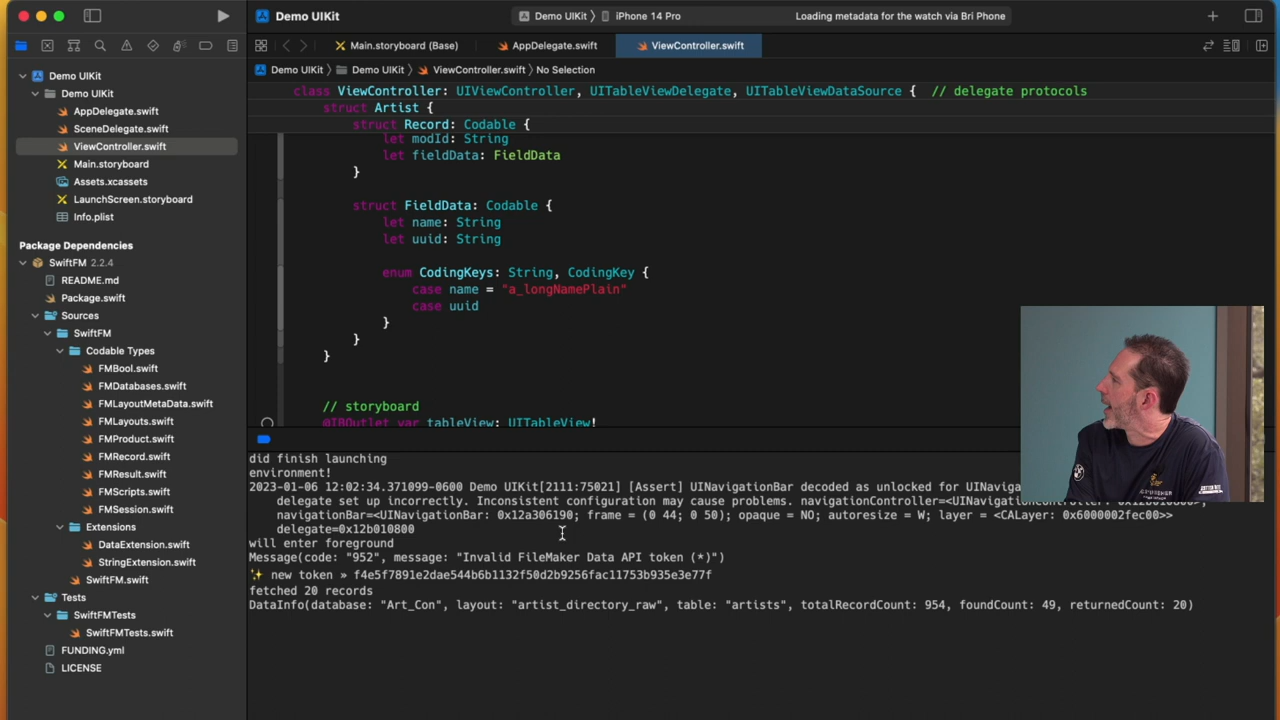 Demo UIKit
Demo UIKit
iPhone 14 Pro
Loading metadata for the watch via Bri Phone
Main.storyboard (Base)
AppDelegate.swift
ViewController.swift
Demo UIKit
Demo UIKit
ViewController.swift
No Selection
Demo UIKit
Demo UIKit
AppDelegate.swift
SceneDelegate.swift
ViewController.swift
Main.storyboard
Assets.xcassets
LaunchScreen.storyboard
Info.plist
Package Dependencies
SwiftFM 2.2.4
README.md
Package.swift
Sources
SwiftFM
Codable Types
FMBool.swift
FMDatabases.swift
FMLayoutMetaData.swift
FMLayouts.swift
FMProduct.swift
FMRecord.swift
FMResult.swift
FMScripts.swift
FMSession.swift
Extensions
DataExtension.swift
StringExtension.swift
SwiftFM.swift
Tests
SwiftFMTests
SwiftFMTests.swift
FUNDING.yml
LICENSE
class ViewController: UIViewController, UITableViewDelegate, UITableViewDataSource { // delegate protocols
struct Artist {
struct Record: Codable {
let modId: String
let fieldData: FieldData
}
struct FieldData: Codable {
let name: String
let uuid: String
enum CodingKeys: String, CodingKey {
case name = "a_longNamePlain"
case uuid
}
}
}
// storyboard
@IBOutlet var tableView: UITableView!
did finish launching
environment!
2023-01-06 12:02:34.371099-0600 Demo UIKit[2111:75021] [Assert] UINavigationBar decoded as unlocked for UINav
delegate set up incorrectly. Inconsistent configuration may cause problems. navigationController=<UINavigationController: 0x12b010800>,
navigationBar=<UINavigationBar: 0x12a306190; frame = (0 44; 0 50); opaque = NO; autoresize = W; layer = <CALayer: 0x6000002fec00>>
delegate=0x12b010800
will enter foreground
Message(code: "952", message: "Invalid FileMaker Data API token (*)")
✨ new token » f4e5f7891e2dae544b6b1132f50d2b9256fac11753b935e3e77f
fetched 20 records
DataInfo(database: "Art_Con", layout: "artist_directory_raw", table: "artists", totalRecordCount: 954, foundCount: 49, returnedCount: 20)